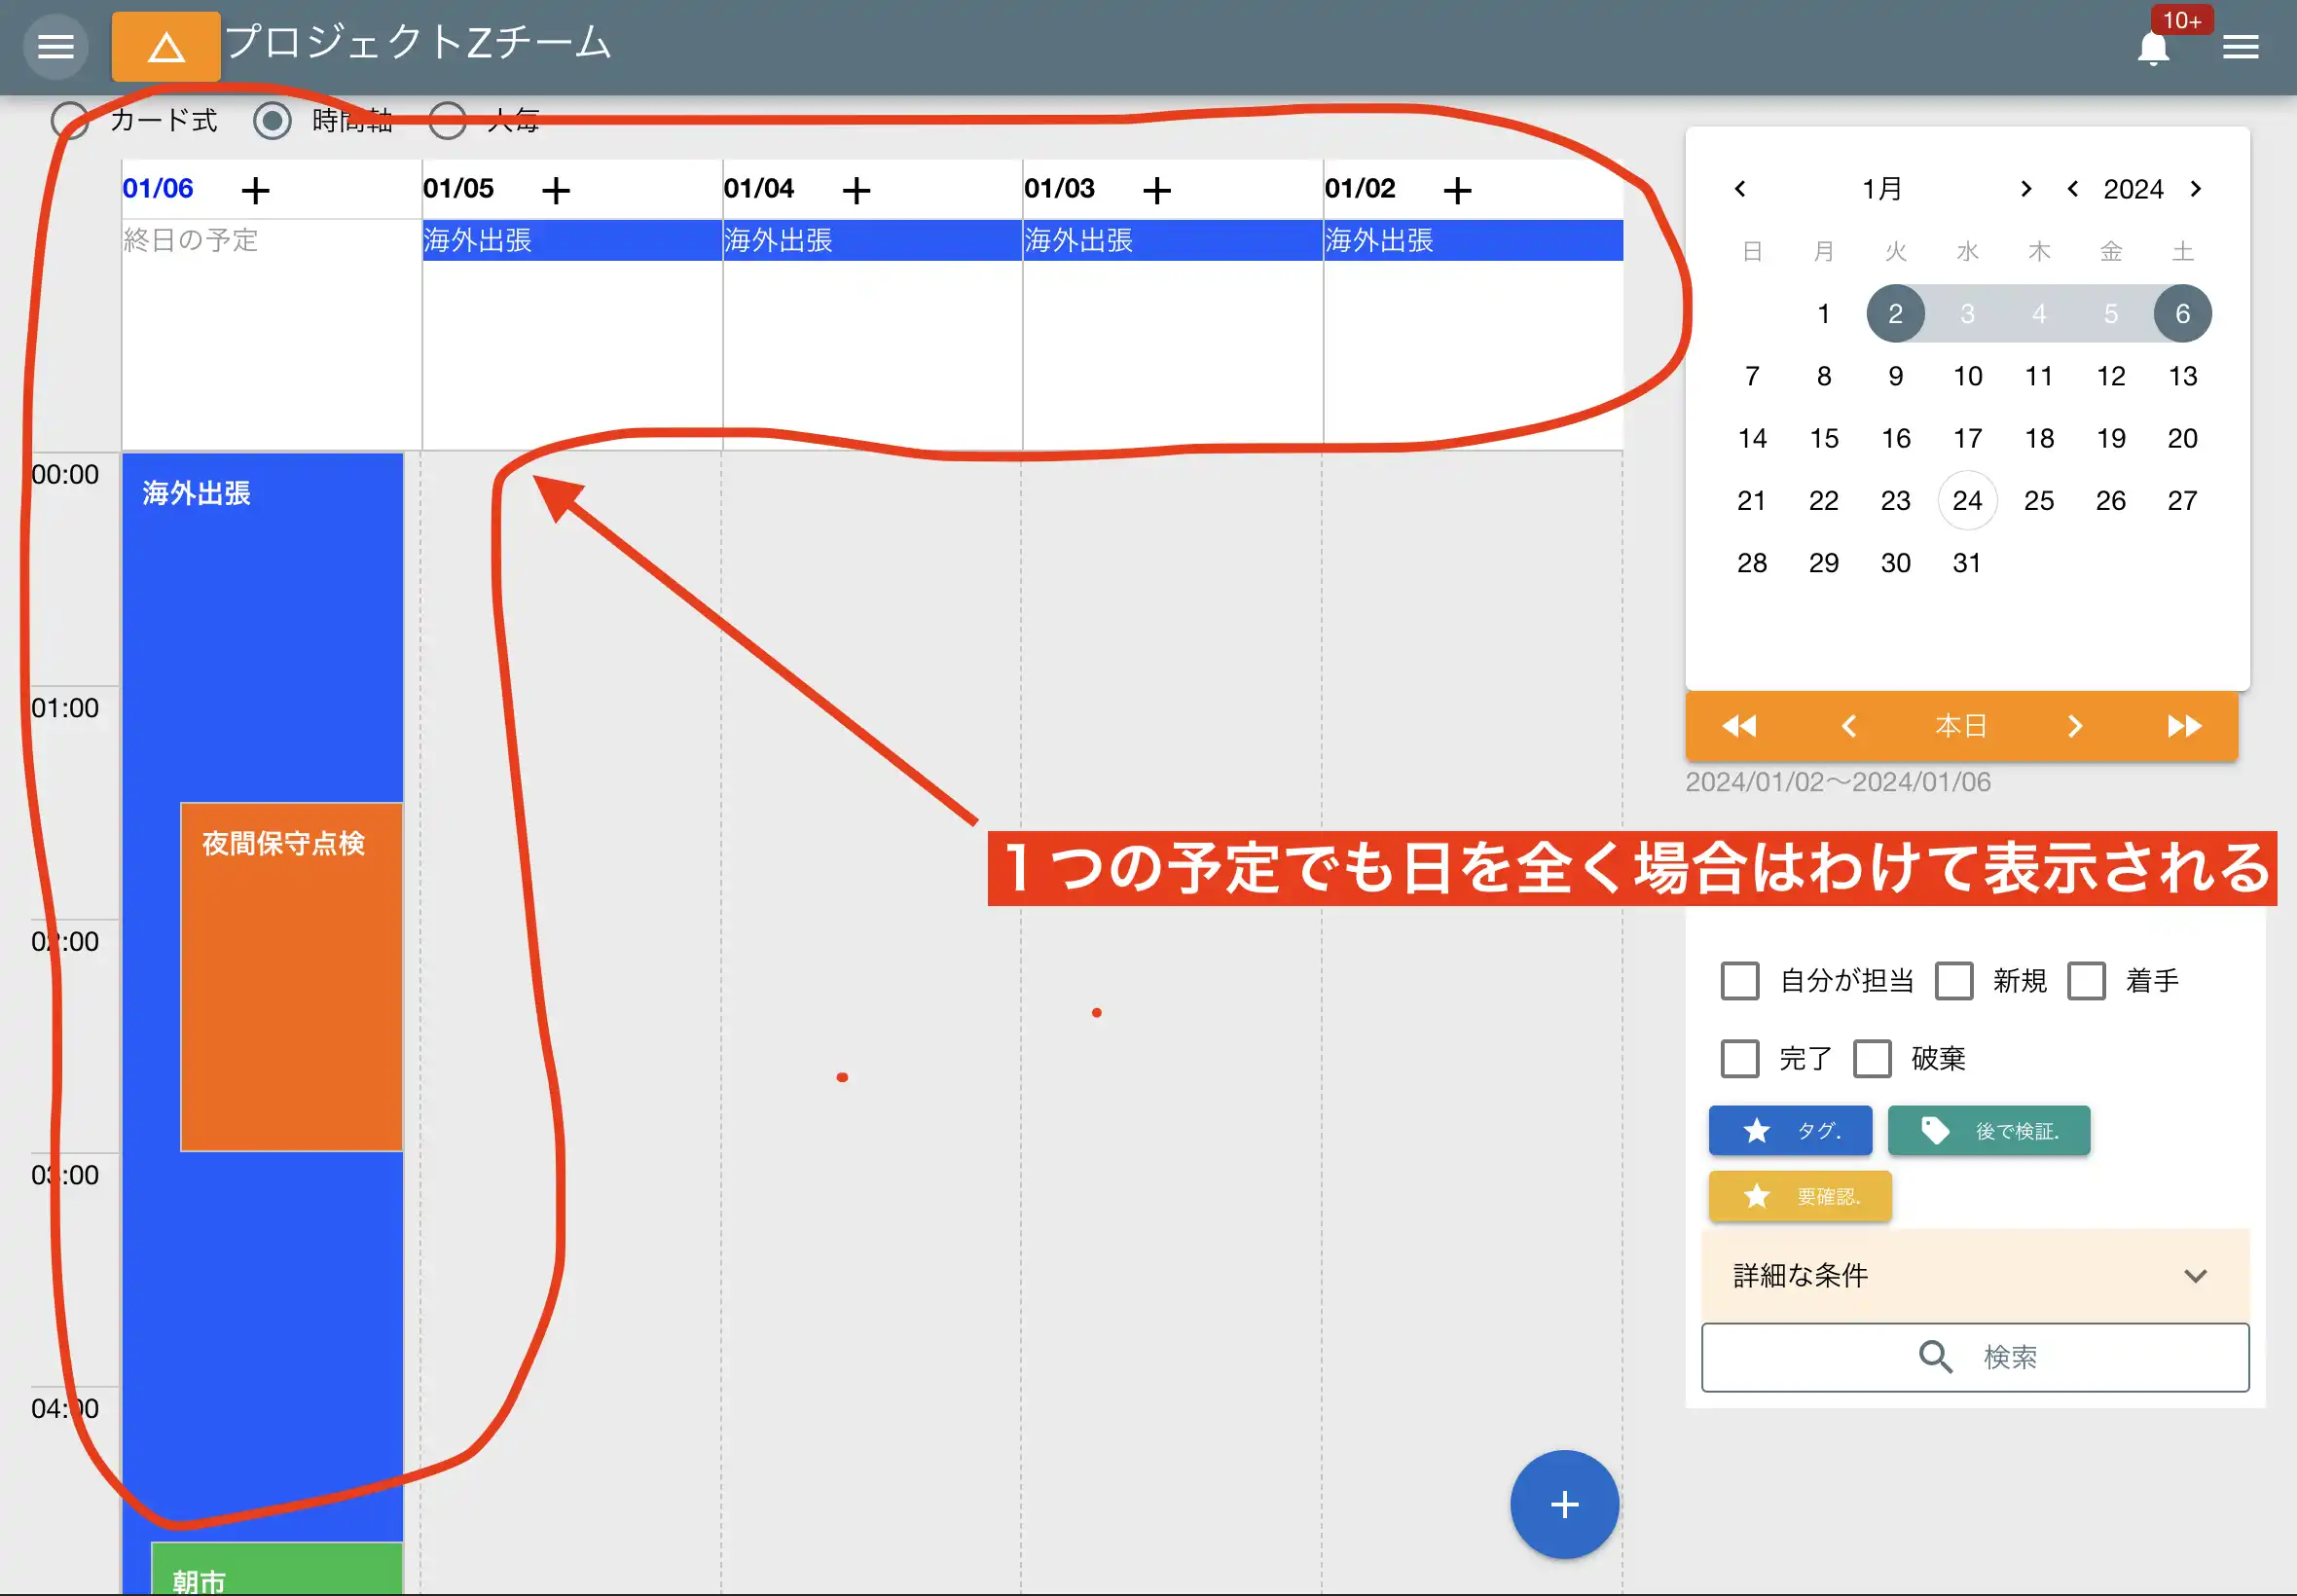 プロジェクトZチーム
10+
カード式 時間軸 人毎
01/06 + 01/05 + 01/04 + 01/03 + 01/02 +
終日の予定 海外出張 海外出張 海外出張 海外出張
1月 2024
日 月 火 水 木 金 土
1 2 3 4 5 6
7 8 9 10 11 12 13
14 15 16 17 18 19 20
21 22 23 24 25 26 27
28 29 30 31
本日
2024/01/02〜2024/01/06
00:00
海外出張
01:00
夜間保守点検
１つの予定でも日を全く場合はわけて表示される
02:00
03:00
04:00
朝市
自分が担当 新規 着手
完了 破棄
タグ. 後で検証.
要確認.
詳細な条件
検索